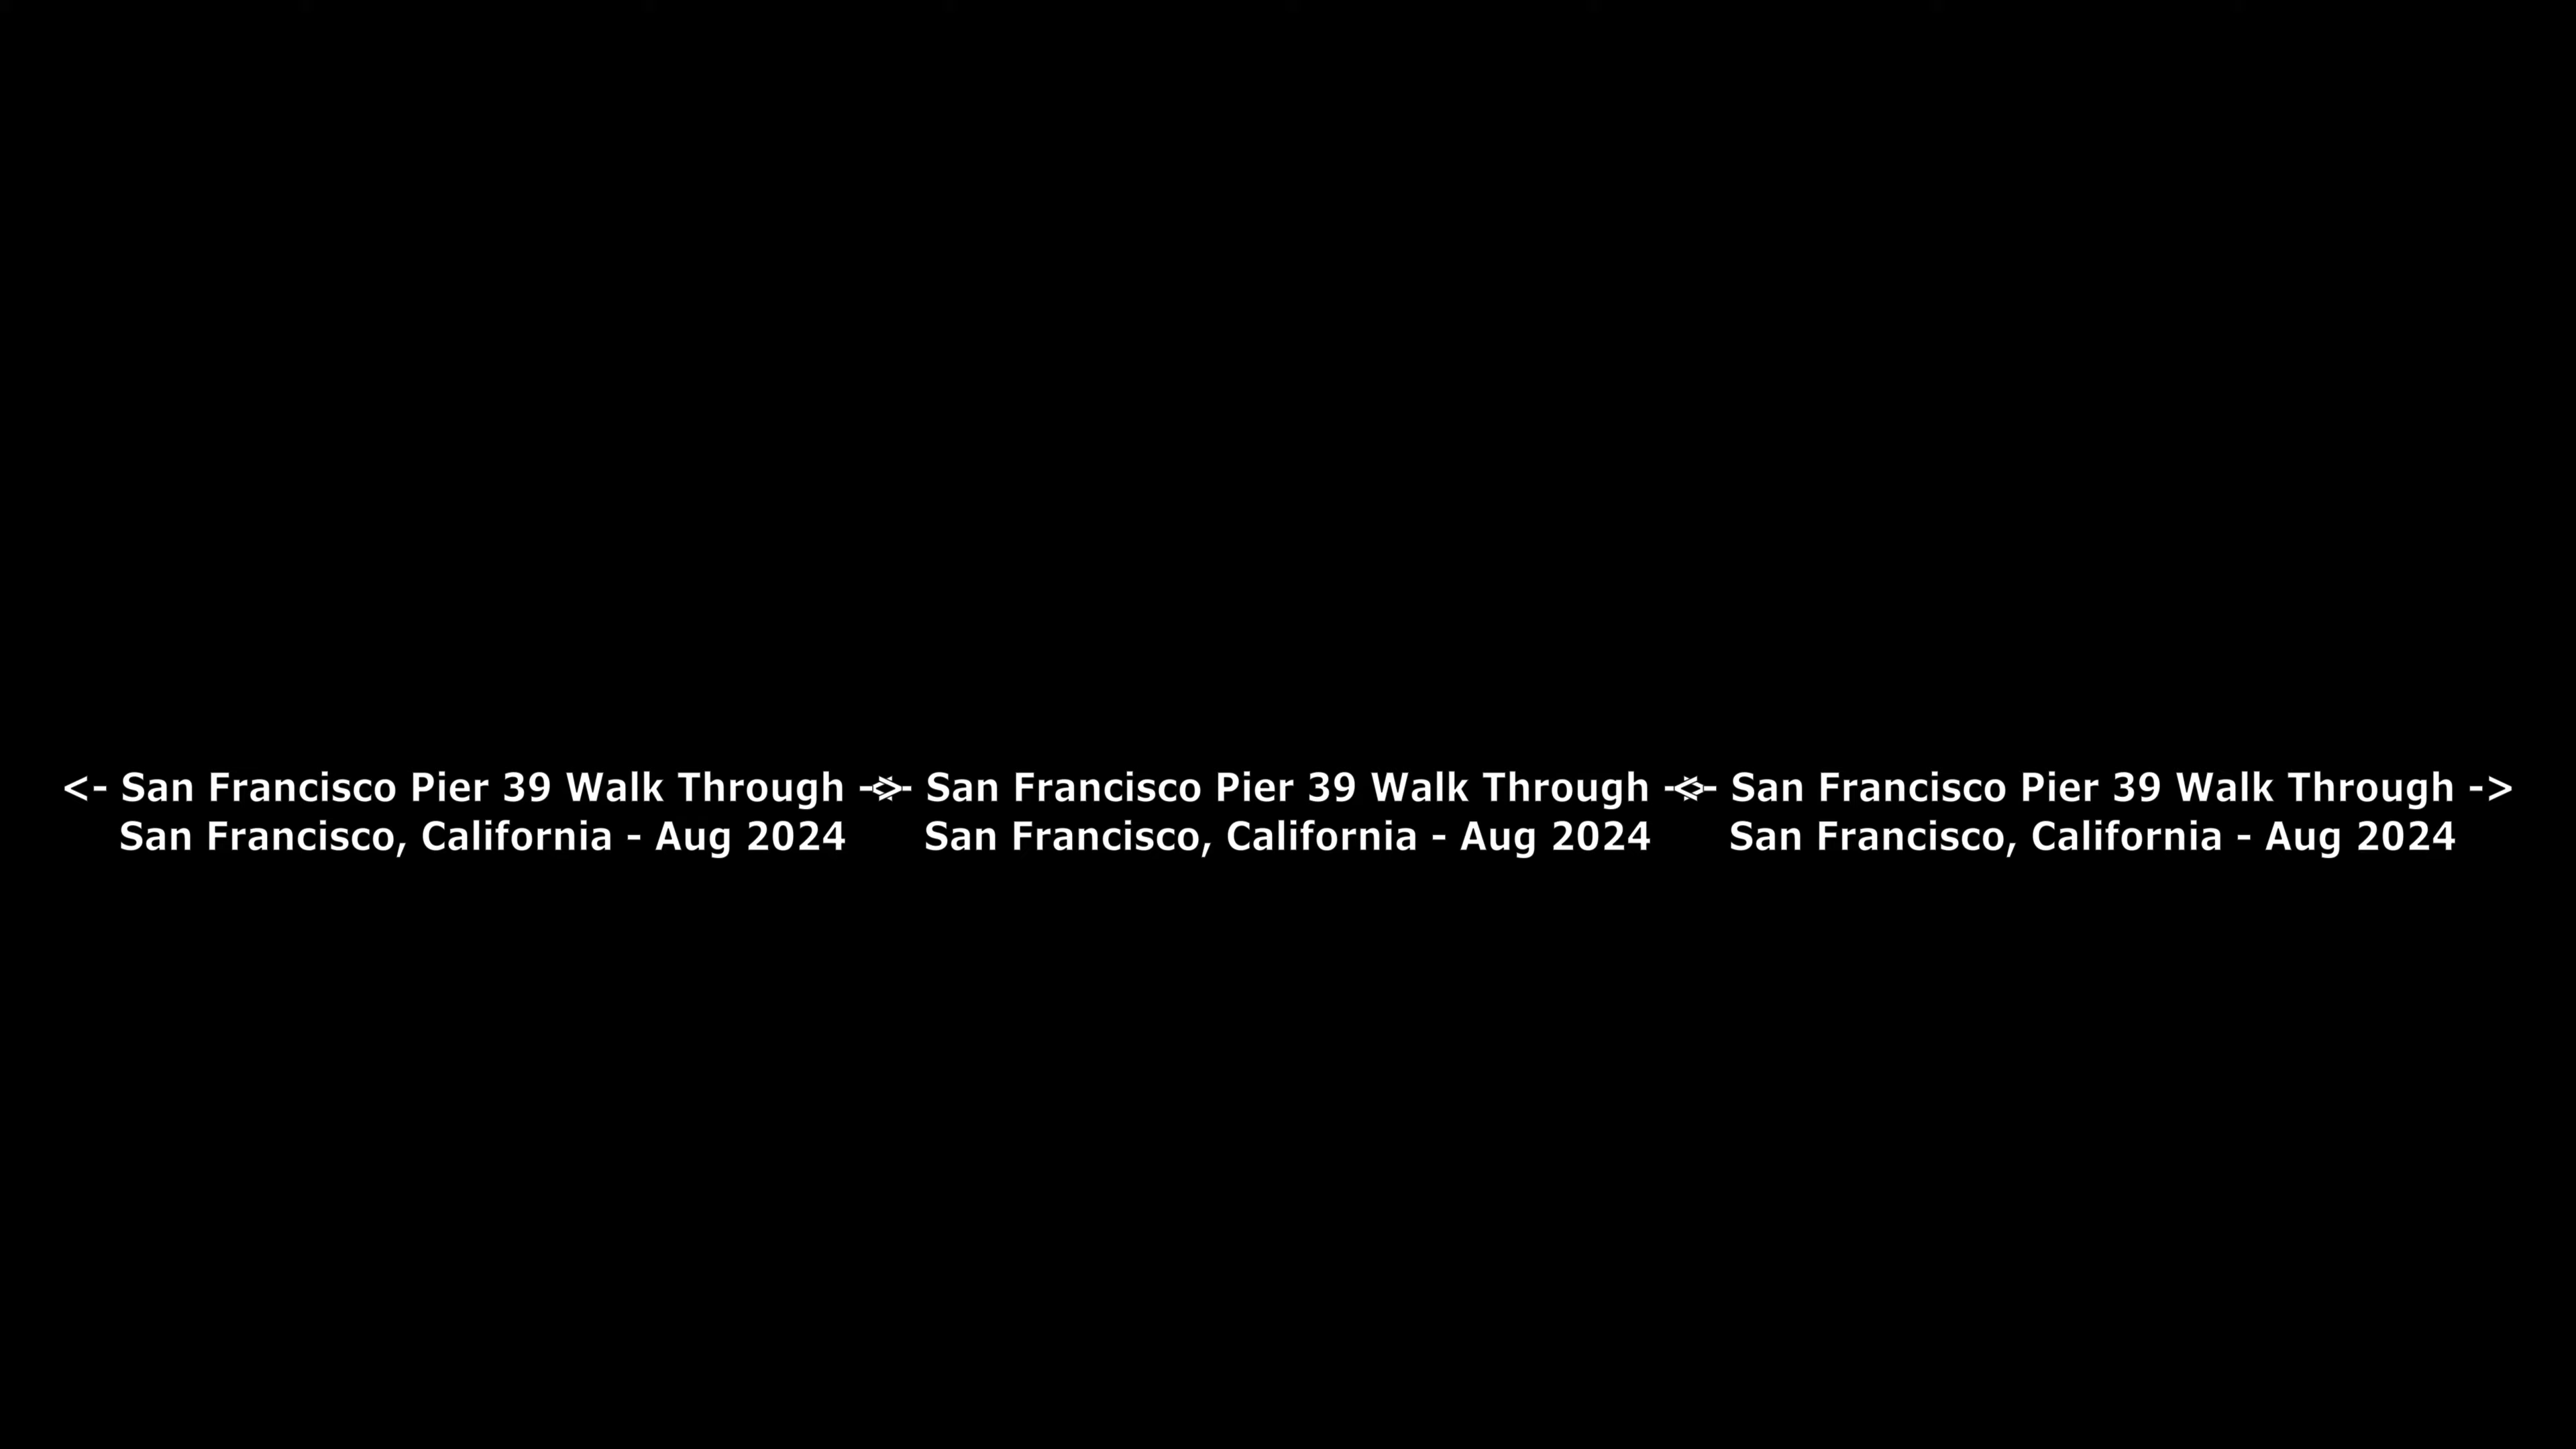 <- San Francisco Pier 39 Walk Through -> <- San Francisco Pier 39 Walk Through -> <- San Francisco Pier 39 Walk Through ->
San Francisco, California - Aug 2024 San Francisco, California - Aug 2024 San Francisco, California - Aug 2024